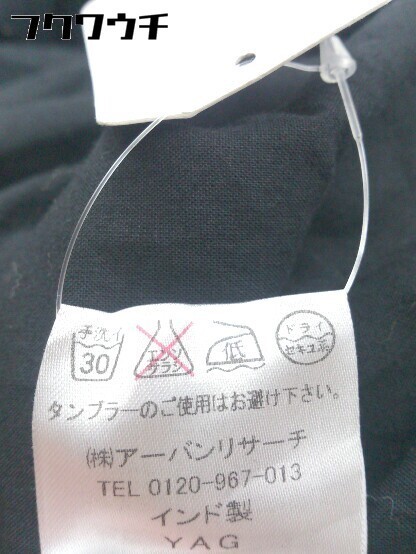 フクワウチ
手洗イ
30
エンソ
サラシ
低
ドライ
セキユ系
タンブラーのご使用はお避け下さい。
㈱アーバンリサーチ
TEL 0120-967-013
インド製
YAG